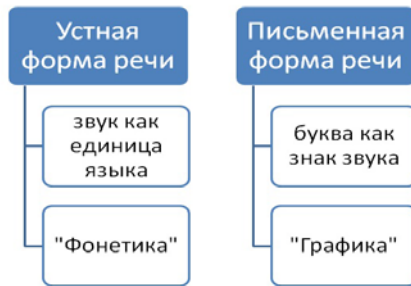 Устная
форма речи
звук как
единица
языка
"Фонетика"
Письменная
форма речи
буква как
знак звука
"Графика"